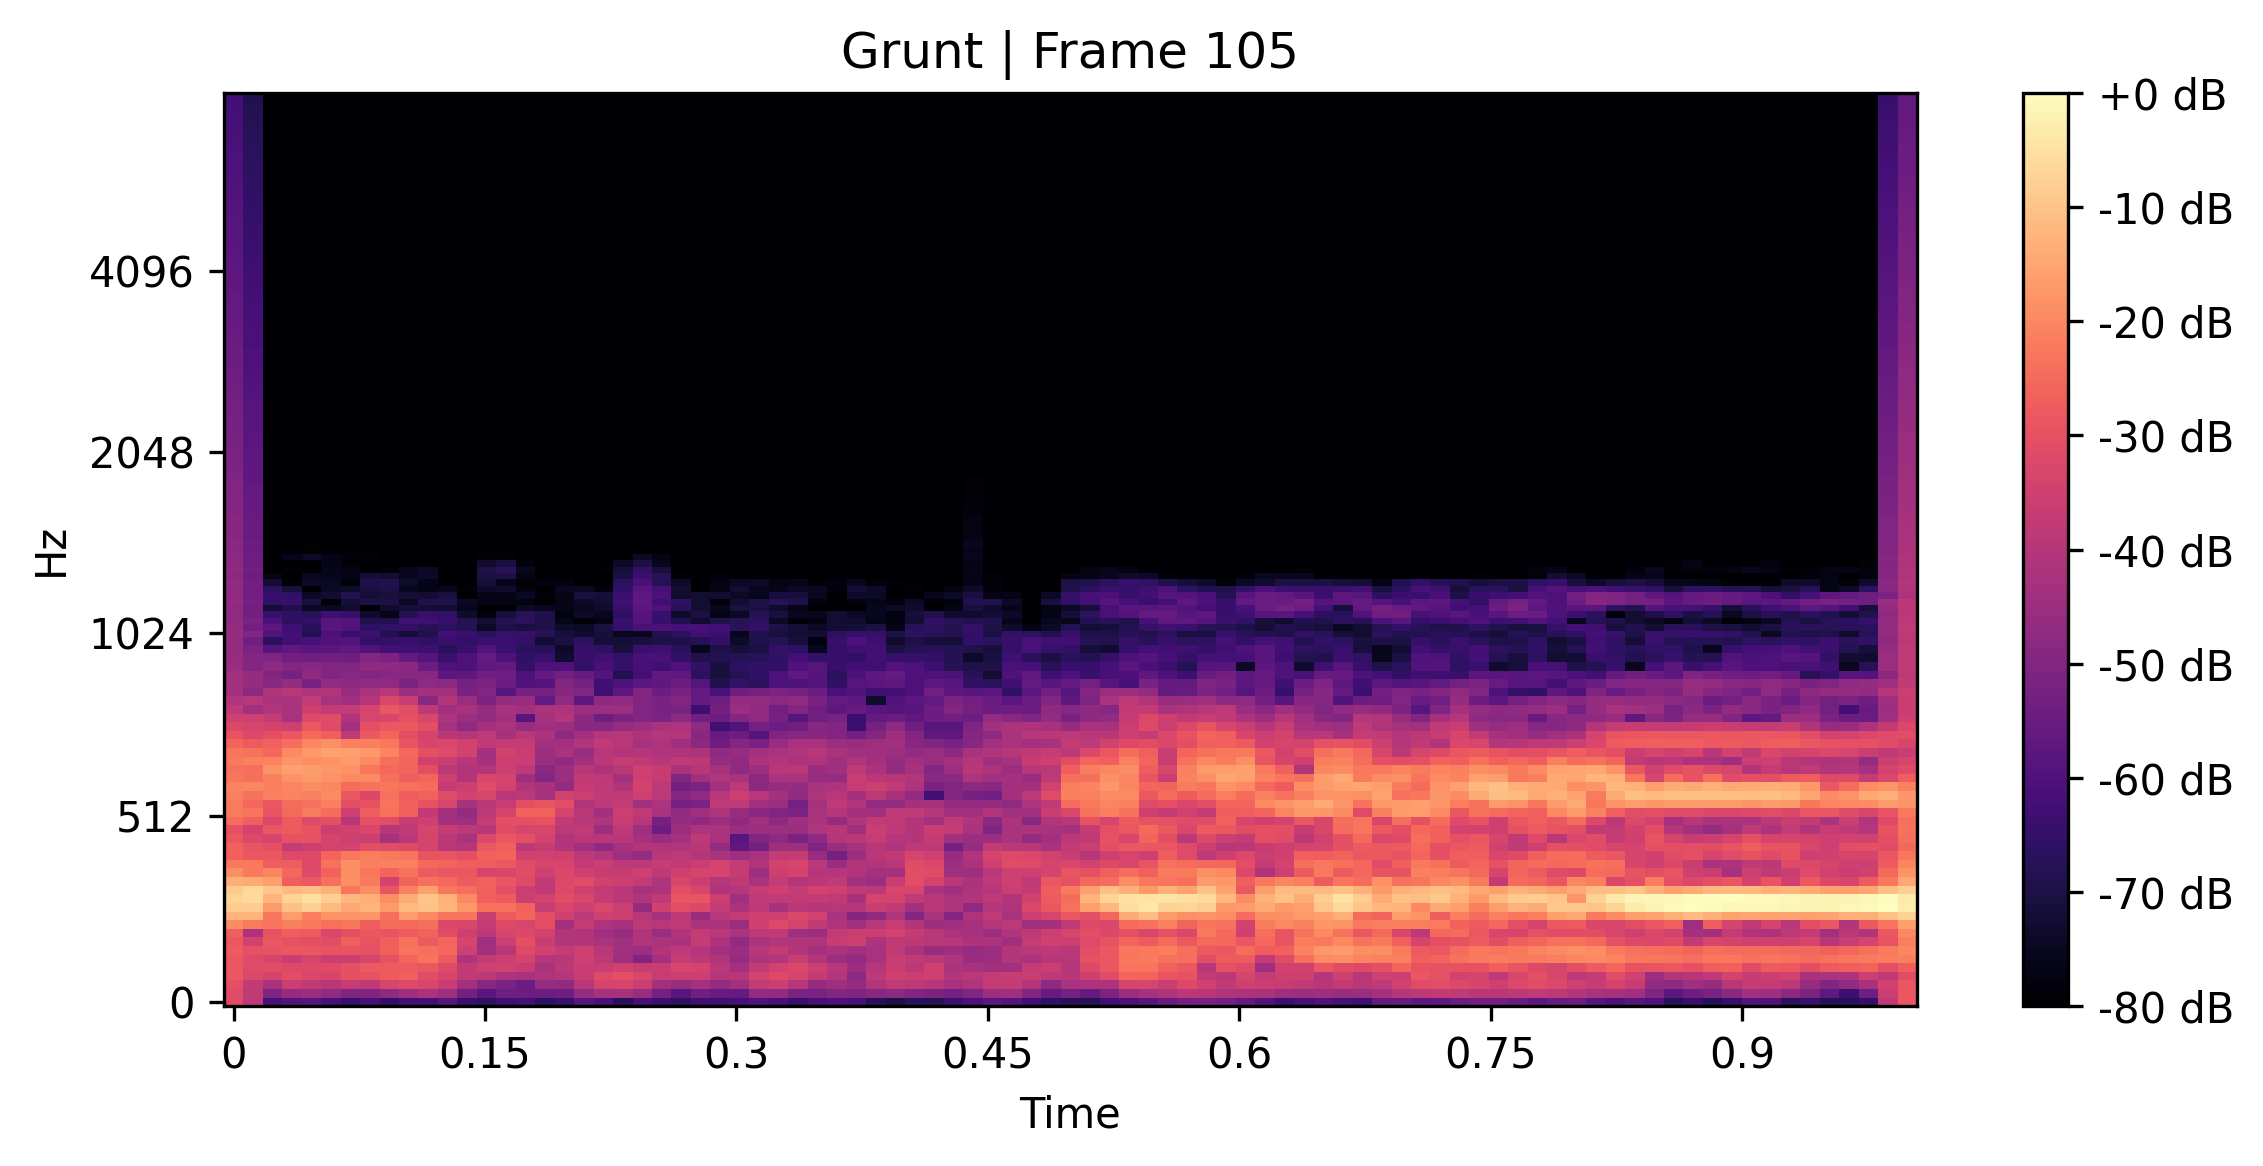 Grunt | Frame 105
Hz
4096
2048
1024
512
0
0
0.15
0.3
0.45
0.6
0.75
0.9
Time
+0 dB
-10 dB
-20 dB
-30 dB
-40 dB
-50 dB
-60 dB
-70 dB
-80 dB